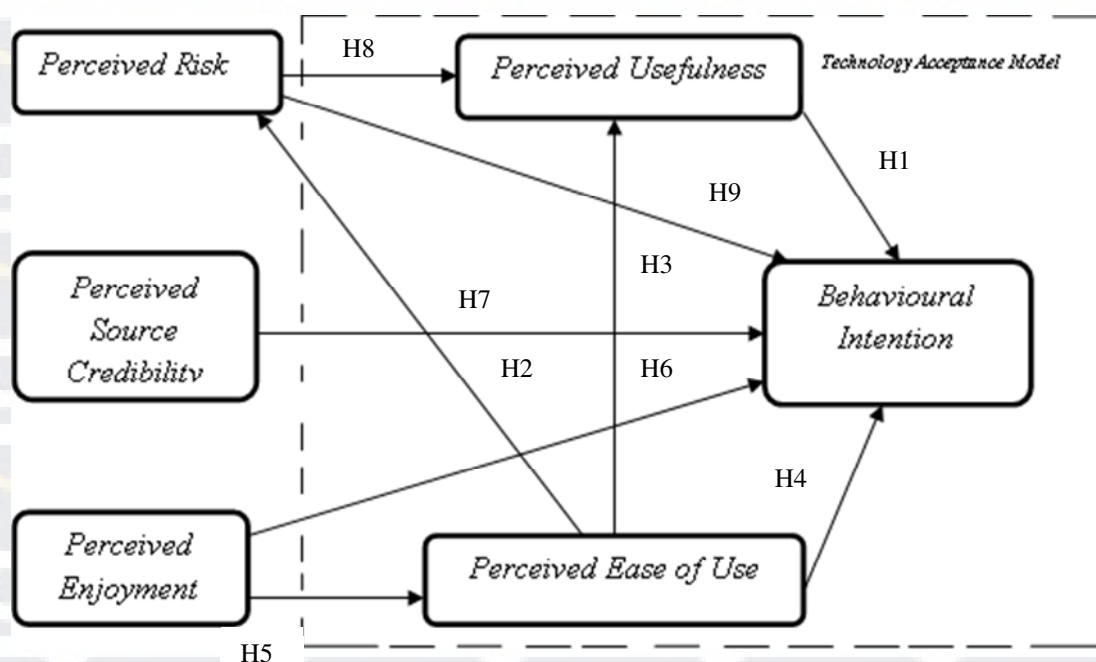 H8
Perceived Risk
Perceived Usefulness
Technology Acceptance Model
H1
H9
H3
Perceived
Source
Credibility
H7
Behavioural
Intention
H2
H6
H4
Perceived
Enjoyment
Perceived Ease of Use
H5